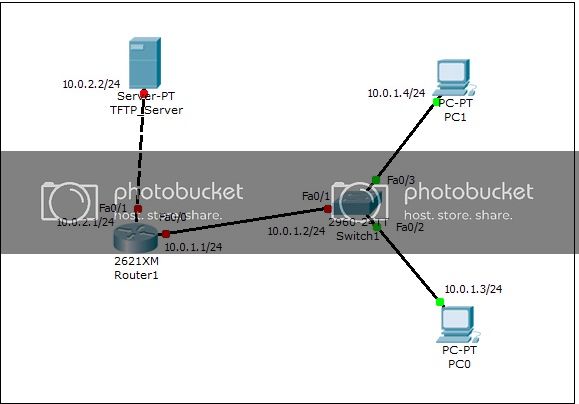 10.0.2.2/24
Server-PT
TFTP_Server
10.0.1.4/24
PC-PT
PC1
photobucket
host. store. share.
photobucket
host. store. share.
Fa0/3
Fa0/1
Fa0/1
Fa0/0
10.0.2.1/24
10.0.1.1/24
10.0.1.2/24
Switch1
Fa0/2
2621XM
Router1
10.0.1.3/24
PC-PT
PC0